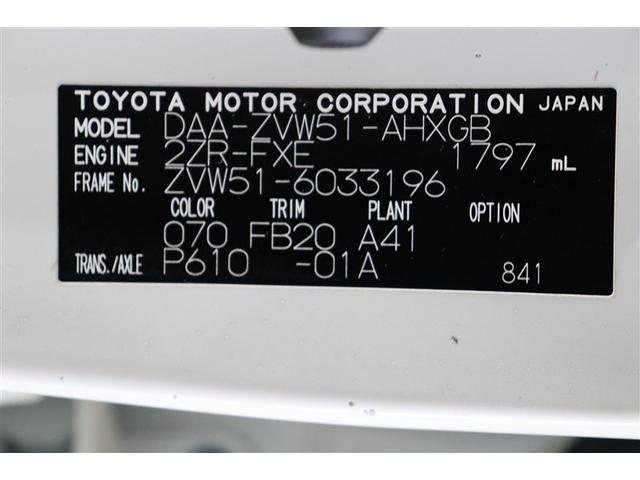 TOYOTA MOTOR CORPORATION JAPAN
MODEL DAA-ZVW51-AHXGB
ENGINE 2ZR-FXE 1797 mL
FRAME No. ZVW51-6033196
COLOR TRIM PLANT OPTION
070 FB20 A41
TRANS./AXLE P610 -01A 841